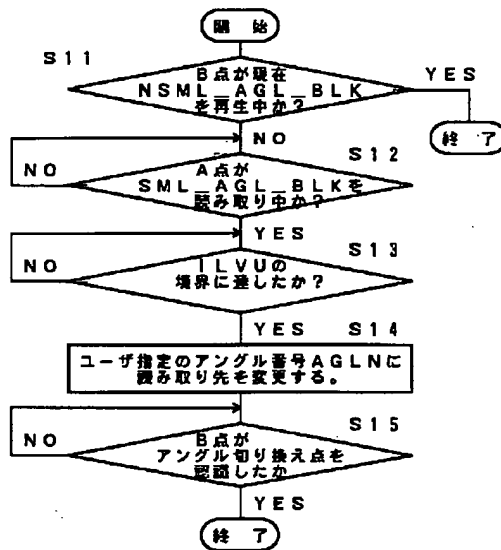 開 始
S11
B点が現在
NSML_AGL_BLK
を再生中か?
YES
終 了
NO
S12
NO
A点が
SML_AGL_BLKを
読み取り中か?
YES
S13
NO
ILVUの
境界に達したか?
YES
S14
ユーザ指定のアングル番号AGLNに
読み取り先を変更する。
S15
NO
B点が
アングル切り換え点を
認識したか
YES
終 了